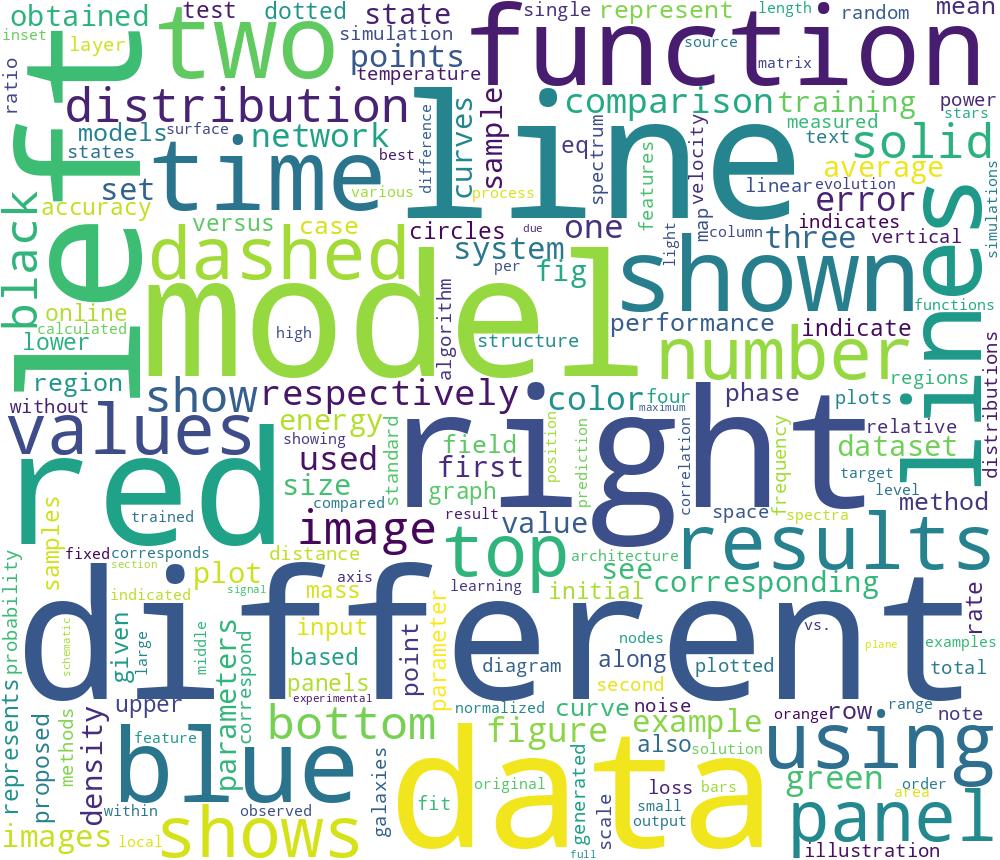 obtained
test
dotted
state
single
represent
length
random
mean
inset
layer
two
simulation
points
temperature
function
source
matrix
left
ratio
distribution
models
surface
network
states
time
best
set
various
accuracy
difference
curves
sample
process
line
comparison
training
measured
power
stars
text
solid
eq
spectrum
features
velocity
average
linear
evolution
error
simulations
versus
case
circles
due
one
light
map
column
indicates
three
vertical
black
dashed
system
per
fig
shown
lines
functions
online
calculated
lower
model
high
algorithm
structure
performance
indicate
number
region
show
respectively
color
four
maximum
phase
plots
regions
distributions
without
values
energy
showing
used
standard
field
first
position
prediction
right
correlation
frequency
relative
dataset
target
level
method
red
trained
size
compared
graph
result
value
space
spectra
image
samples
fixed
corresponds
section
distance
top
architecture
see
results
plot
signal
mass
axis
learning
initial
corresponding
probability
indicated
different
schematic
given
large
middle
parameters
correspond
input
based
panels
experimental
point
parameter
diagram
second
nodes
along
plotted
vs.
plane
rate
examples
total
represents
proposed
methods
density
upper
feature
blue
within
observed
bottom
normalized
curve
noise
figure
example
also
solution
orange
row
range
note
using
images
local
shows
galaxies
fit
original
data
generated
full
scale
loss
bars
small
output
green
order
area
panel
illustration